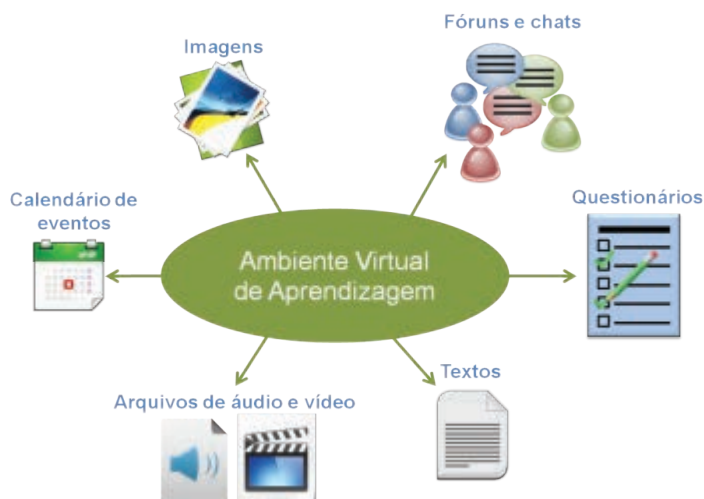 Fóruns e chats
Imagens
Calendário de
eventos
Questionários
Ambiente Virtual
de Aprendizagem
Textos
Arquivos de áudio e vídeo